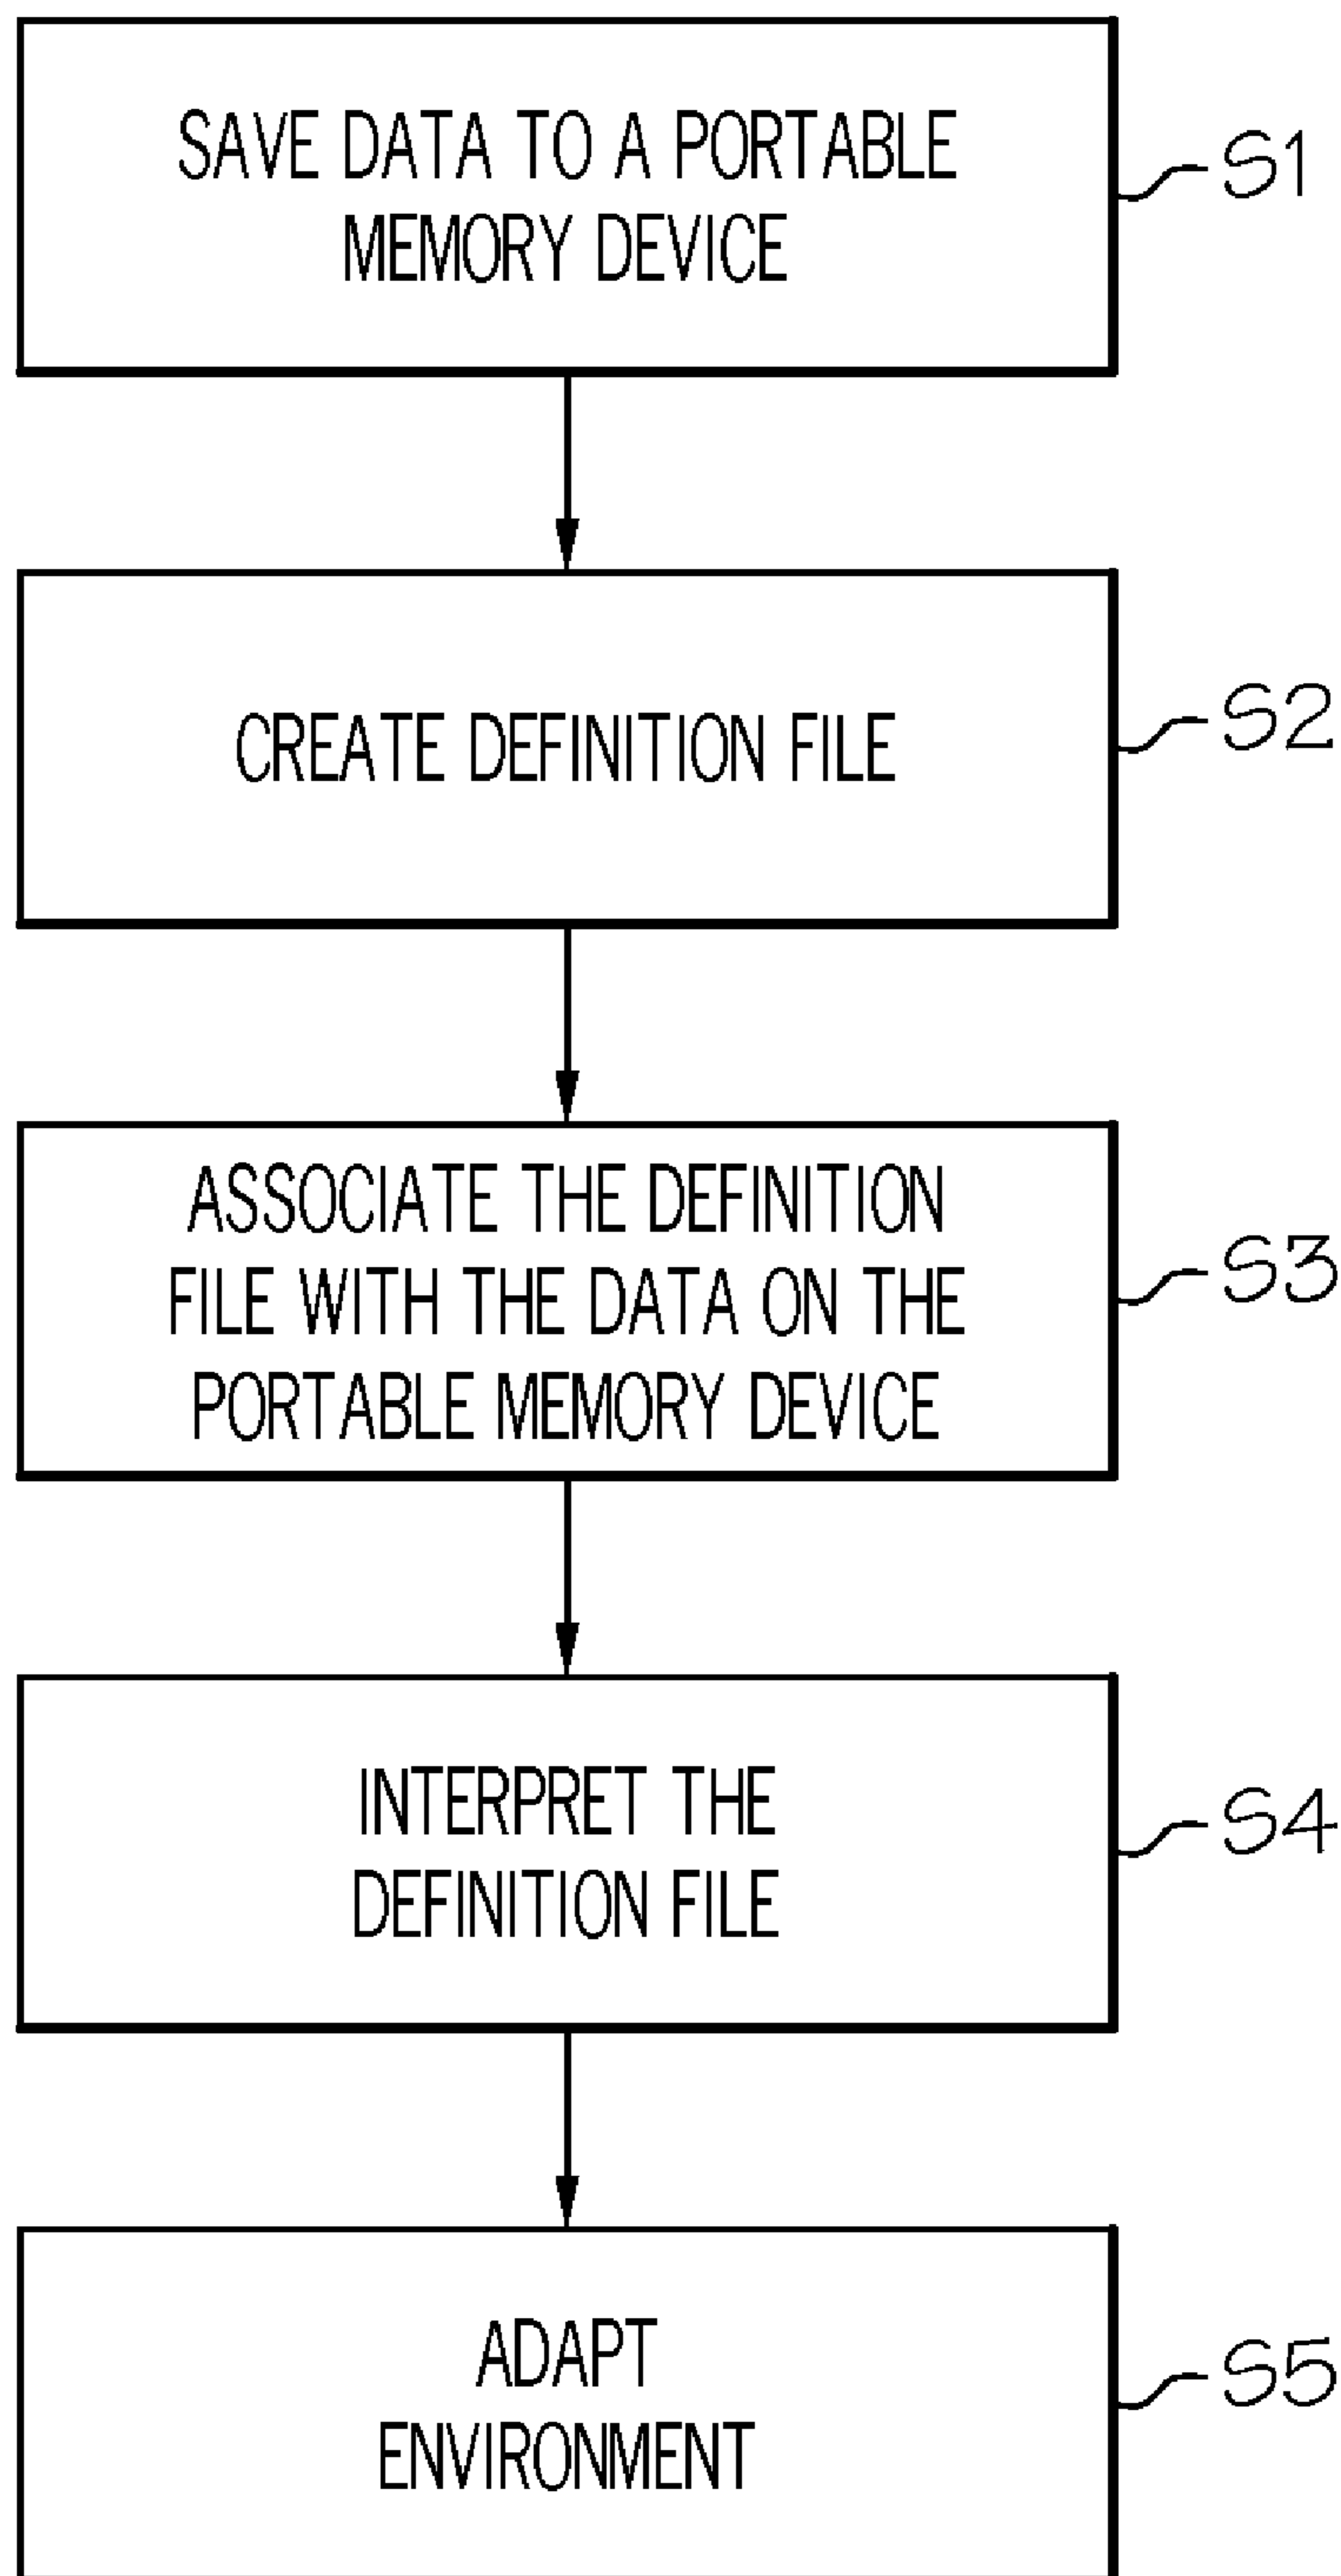 SAVE DATA TO A PORTABLE
MEMORY DEVICE
S1
CREATE DEFINITION FILE
S2
ASSOCIATE THE DEFINITION
FILE WITH THE DATA ON THE
PORTABLE MEMORY DEVICE
S3
INTERPRET THE
DEFINITION FILE
S4
ADAPT
ENVIRONMENT
S5